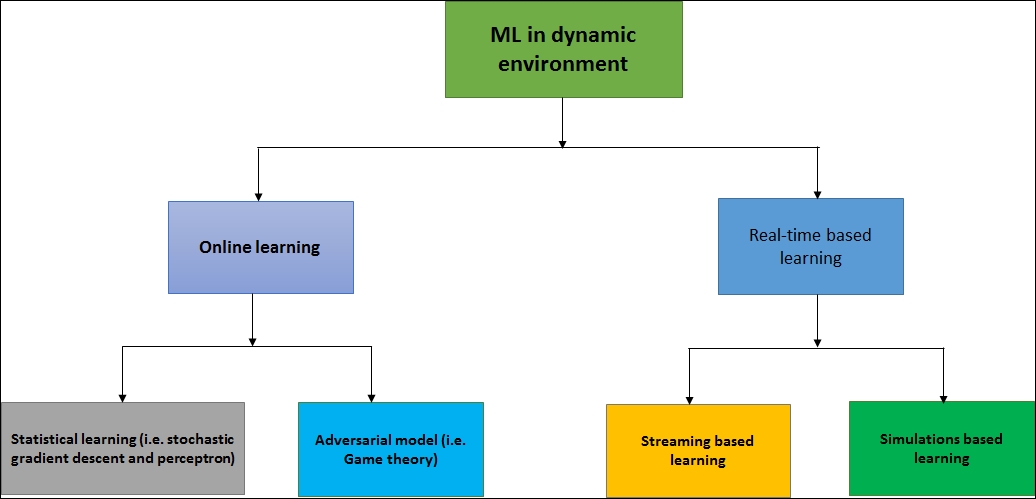 ML in dynamic
environment
Online learning
Real-time based
learning
Statistical learning (i.e. stochastic
gradient descent and perceptron)
Adversarial model (i.e.
Game theory)
Streaming based
learning
Simulations based
learning